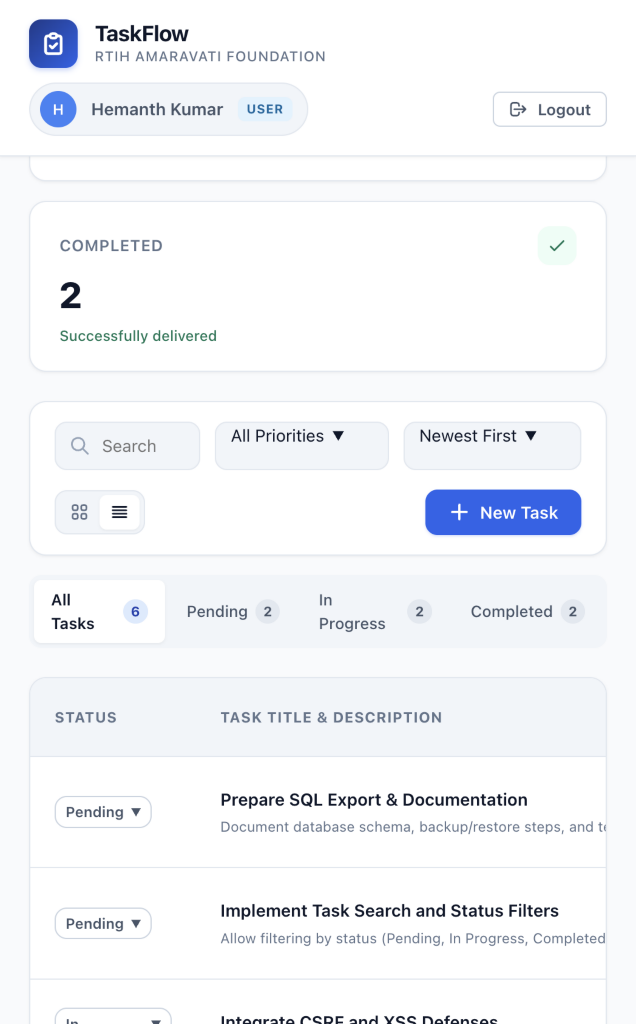 TaskFlow
RTIH AMARAVATI FOUNDATION
H Hemanth Kumar USER
Logout
COMPLETED
2
Successfully delivered
Search
All Priorities ▼
Newest First ▼
+ New Task
All Tasks 6
Pending 2
In Progress 2
Completed 2
STATUS TASK TITLE & DESCRIPTION
Pending ▼
Prepare SQL Export & Documentation
Document database schema, backup/restore steps, and
Pending ▼
Implement Task Search and Status Filters
Allow filtering by status (Pending, In Progress, Completed
In ▼
Integrate CSRF and XSS Defenses